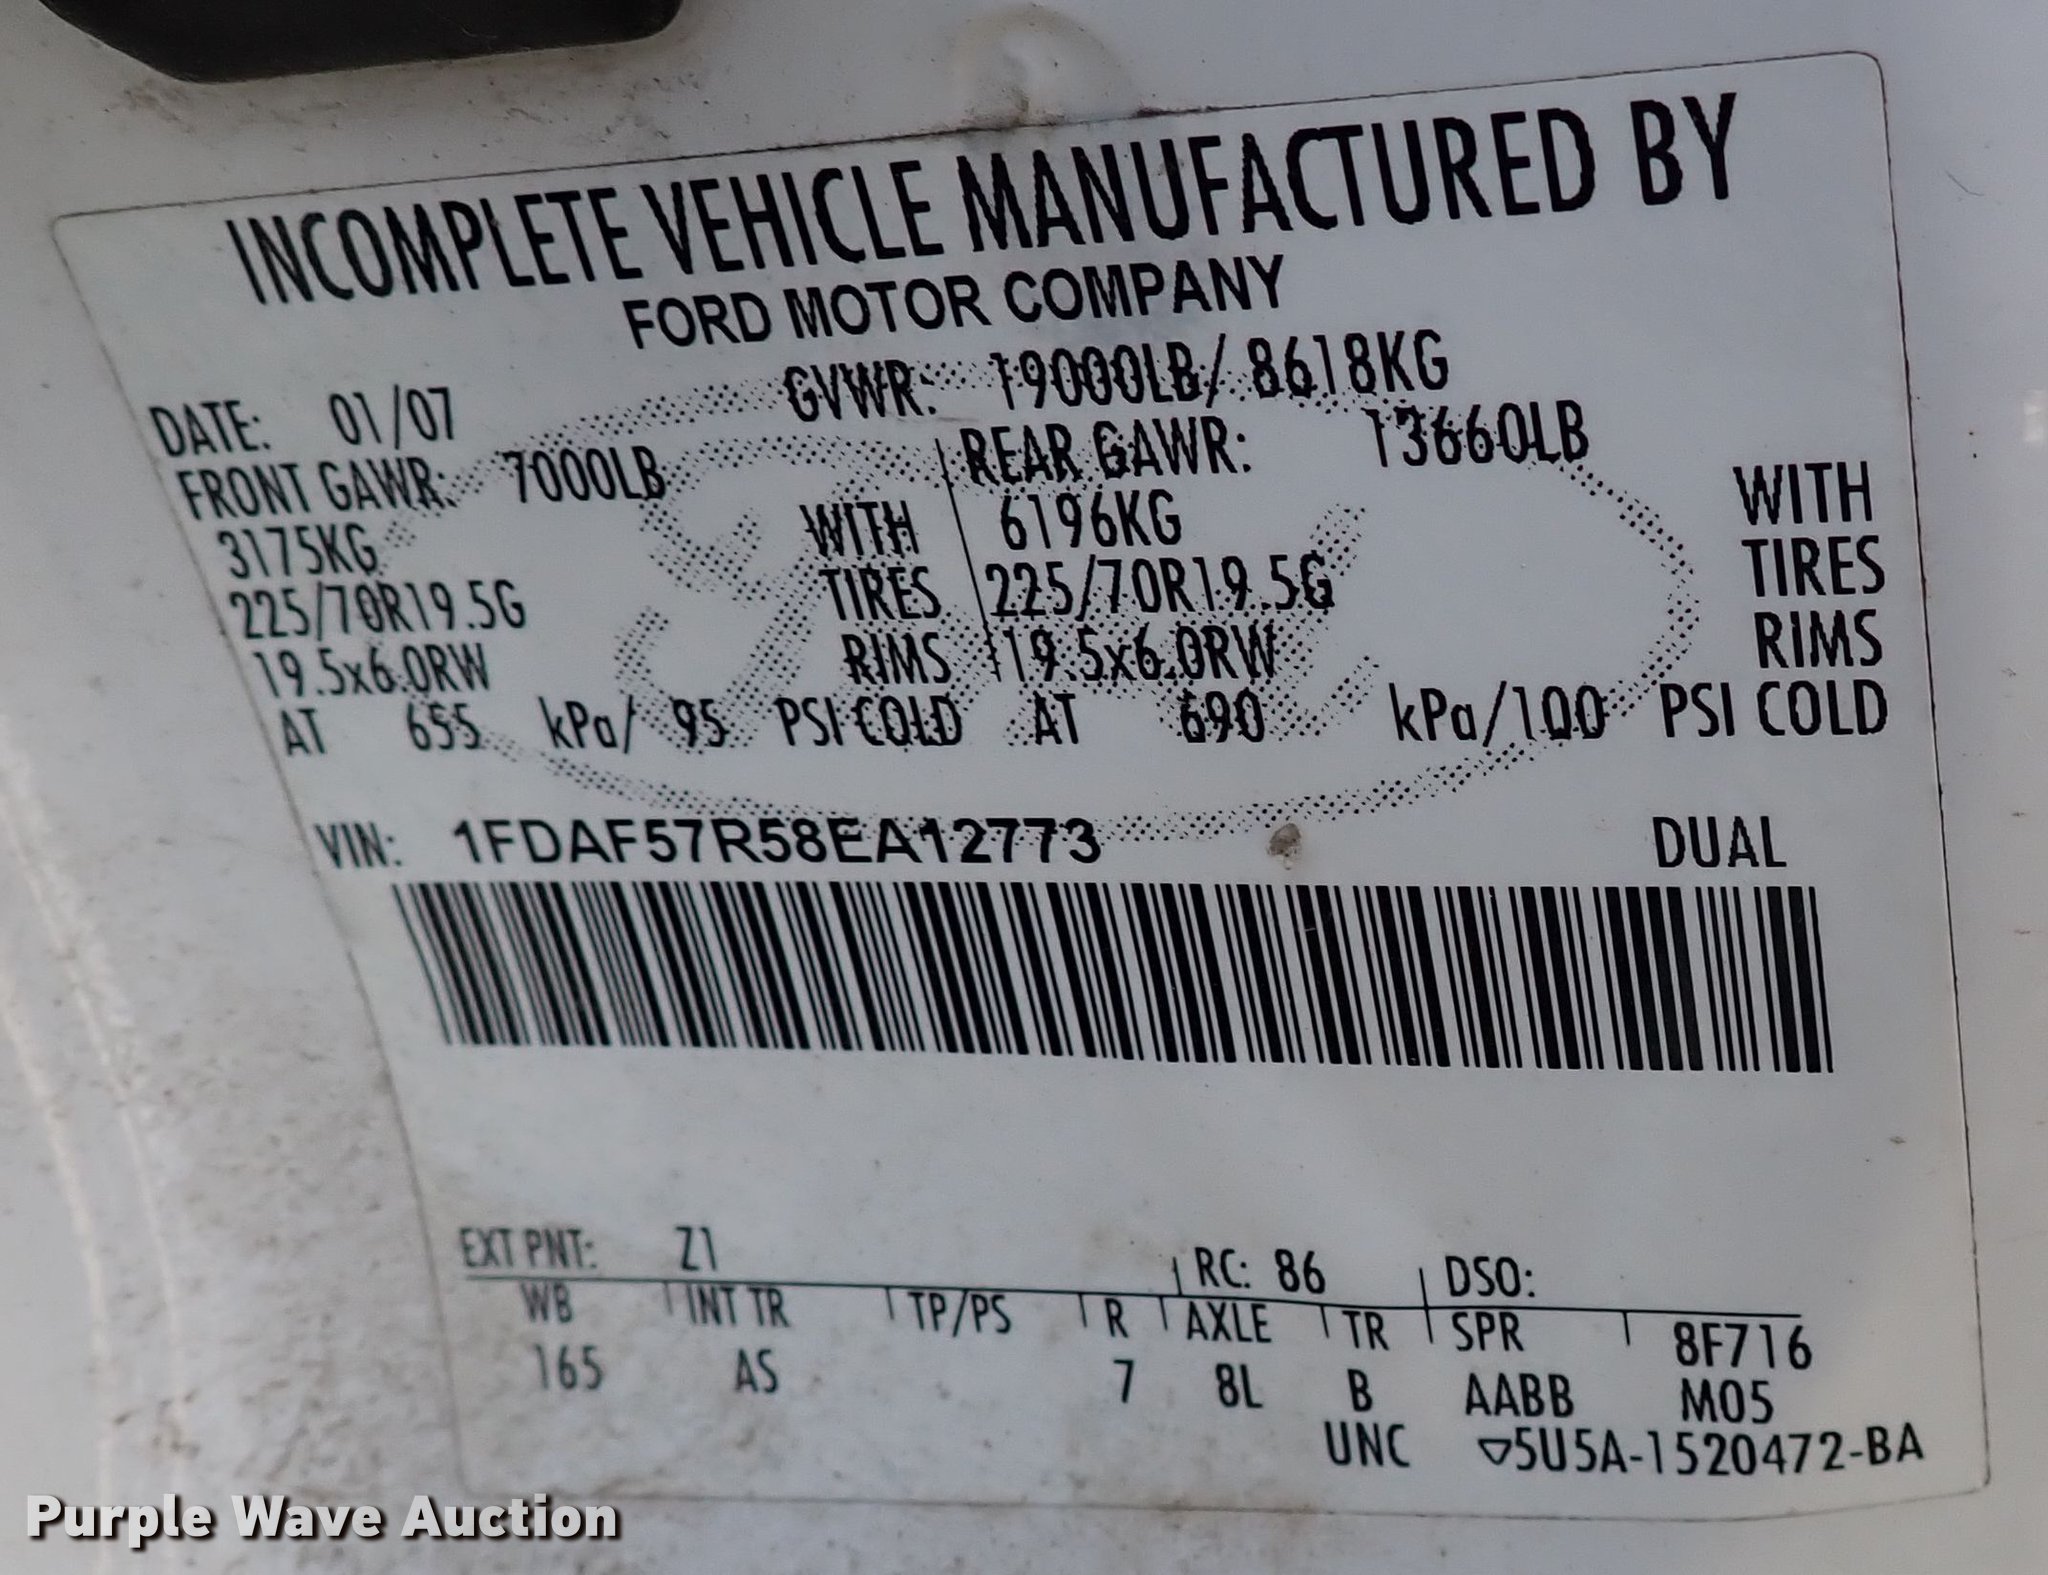 INCOMPLETE VEHICLE MANUFACTURED BY
FORD MOTOR COMPANY
DATE: 01/07 GVWR: 19000LB/ 8618KG
FRONT GAWR: 7000LB REAR GAWR: 13660LB
3175KG WITH 6196KG WITH
225/70R19.5G TIRES 225/70R19.5G TIRES
19.5x6.0RW RIMS 19.5x6.0RW RIMS
AT 655 kPa/ 95 PSI COLD AT 690 kPa/100 PSI COLD
VIN: 1FDAF57R58EA12773 DUAL
EXT PNT: Z1 RC: 86 DSO:
WB INT TR TP/PS R AXLE TR SPR 8F716
165 AS 7 8L B AABB M05
UNC 5U5A-1520472-BA
Purple Wave Auction